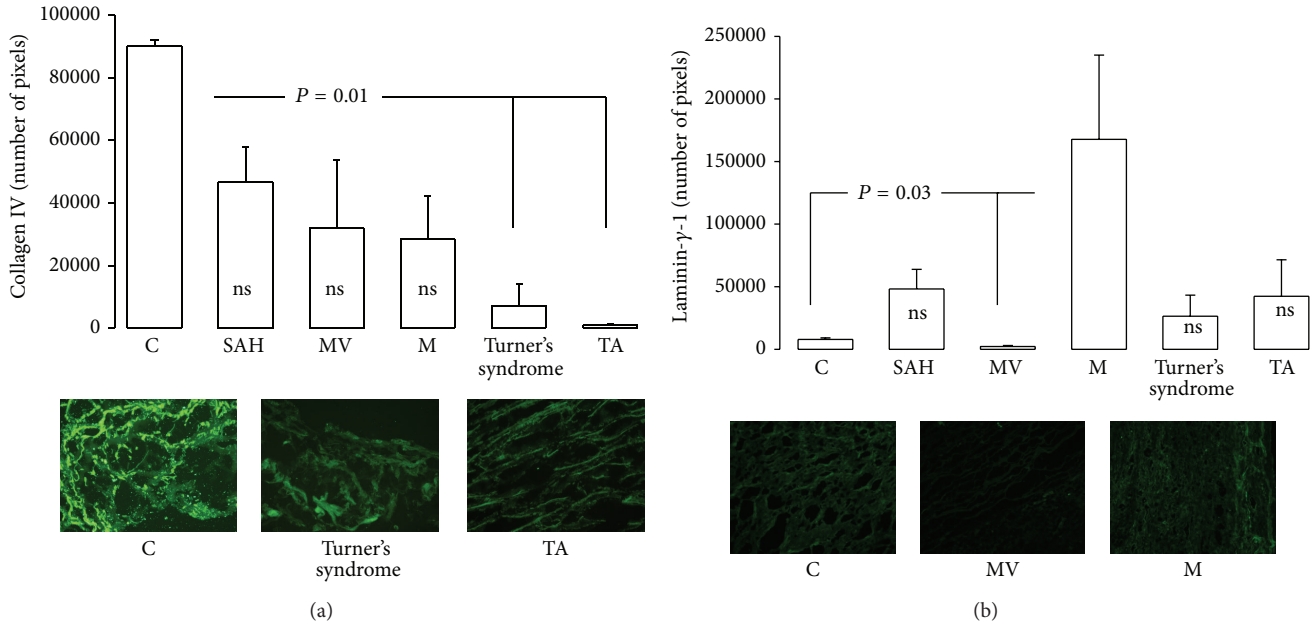 Collagen IV (number of pixels)
100000
80000
60000
40000
20000
0
P = 0.01
ns
ns
ns
C
SAH
MV
M
Turner's
syndrome
TA
C
Turner's
syndrome
TA
(a)
Laminin-γ-1 (number of pixels)
250000
200000
150000
100000
50000
0
P = 0.03
ns
ns
ns
C
SAH
MV
M
Turner's
syndrome
TA
C
MV
M
(b)